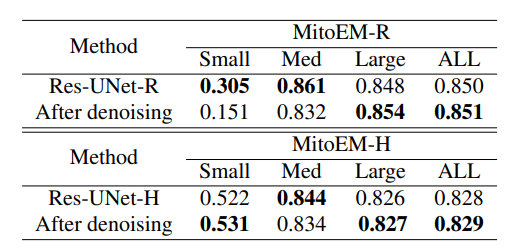 Method MitoEM-R
Small Med Large ALL
Res-UNet-R 0.305 0.861 0.848 0.850
After denoising 0.151 0.832 0.854 0.851
Method MitoEM-H
Small Med Large ALL
Res-UNet-H 0.522 0.844 0.826 0.828
After denoising 0.531 0.834 0.827 0.829